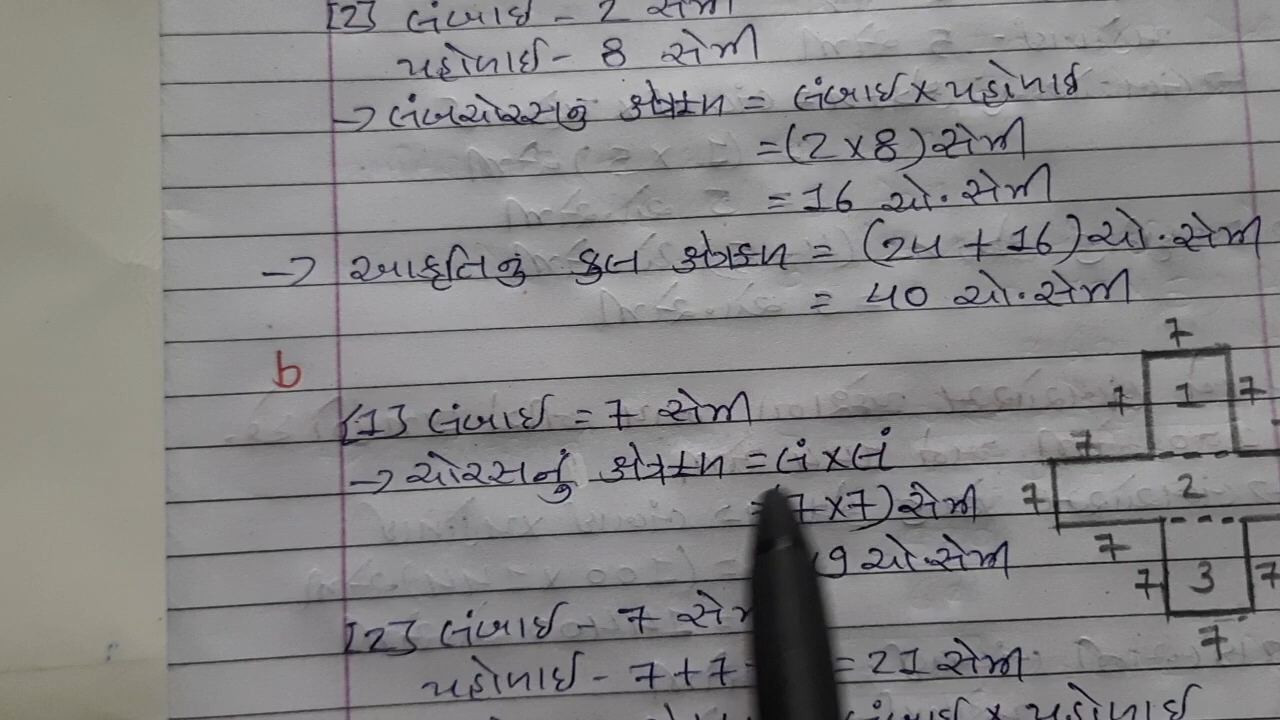 [2] લંબાઇ - 2 સેમી
પહોળાઇ - 8 સેમી
→ લંબચોરસનું ક્ષેત્રફળ = લંબાઇ × પહોળાઇ
= (2 × 8) સેમી
= 16 ચો. સેમી
→ આકૃતિનું કુલ ક્ષેત્રફળ = (24 + 16) ચો. સેમી
= 40 ચો. સેમી
b
[1] લંબાઇ = 7 સેમી
→ ચોરસનું ક્ષેત્રફળ = લં × લં
(7 × 7) સેમી
9 ચો. સેમી
[2] લંબાઇ - 7
પહોળાઇ - 7 + 7 = 21 સેમી
લંબાઇ × પહોળાઇ
7
7 1 7
7
7 2
7
7 3 7
7